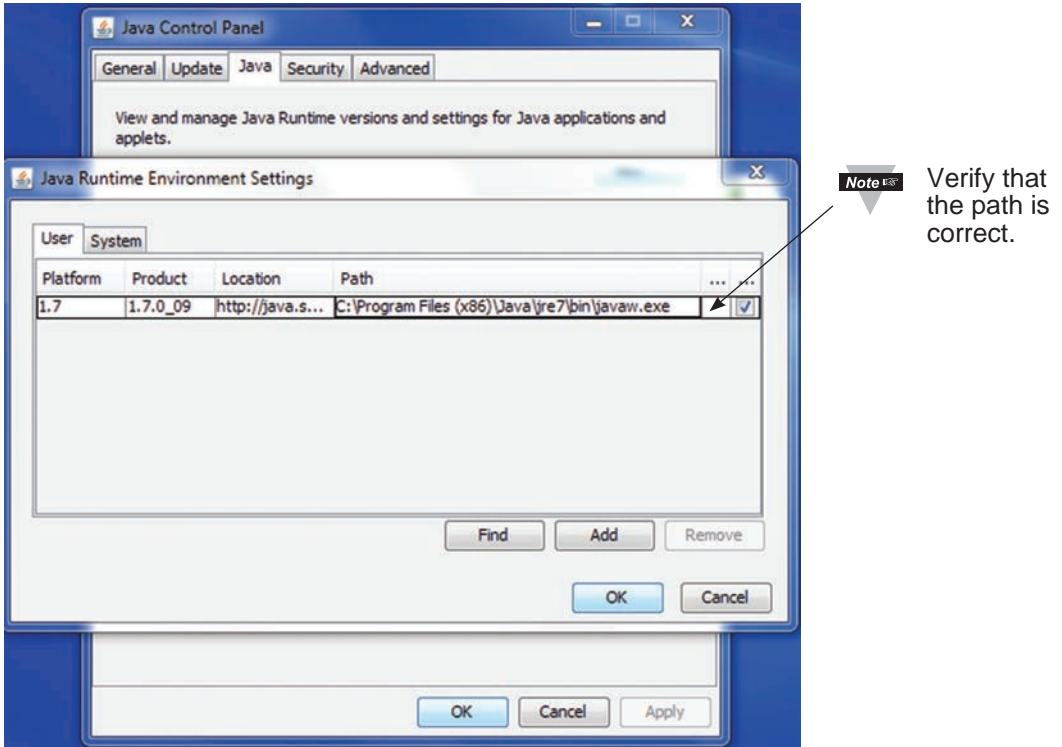 Java Control Panel
General Update Java Security Advanced
View and manage Java Runtime versions and settings for Java applications and
applets.
Java Runtime Environment Settings
User System
Platform Product Location Path ... ...
1.7 1.7.0_09 http://java.s... C:\Program Files (x86)\Java\jre7\bin\javaw.exe
Find Add Remove
OK Cancel
OK Cancel Apply
Note
Verify that
the path is
correct.